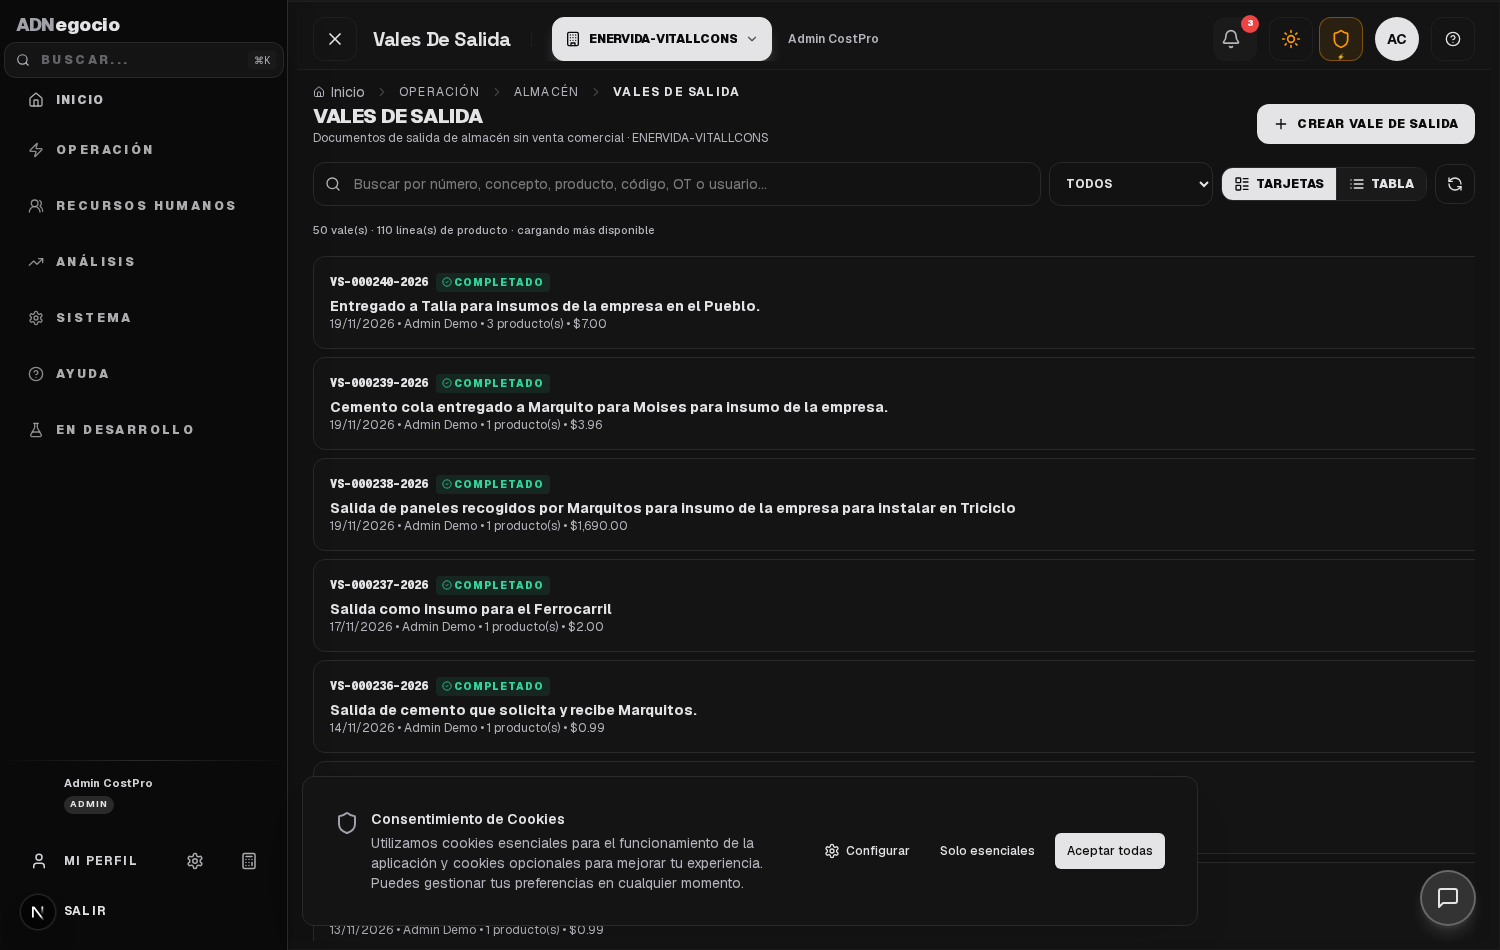 ADNegocio
BUSCAR...
⌘K
INICIO
OPERACIÓN
RECURSOS HUMANOS
ANÁLISIS
SISTEMA
AYUDA
EN DESARROLLO
Admin CostPro
ADMIN
MI PERFIL
N
SALIR
Vales De Salida
ENERVIDA-VITALLCONS
Admin CostPro
3
AC
Inicio > OPERACIÓN > ALMACÉN > VALES DE SALIDA
VALES DE SALIDA
Documentos de salida de almacén sin venta comercial · ENERVIDA-VITALLCONS
CREAR VALE DE SALIDA
Buscar por número, concepto, producto, código, OT o usuario...
TODOS
TARJETAS
TABLA
50 vale(s) · 110 línea(s) de producto · cargando más disponible
VS-000240-2026 COMPLETADO
Entregado a Talia para insumos de la empresa en el Pueblo.
19/11/2026 • Admin Demo • 3 producto(s) • $7.00
VS-000239-2026 COMPLETADO
Cemento cola entregado a Marquito para Moises para insumo de la empresa.
19/11/2026 • Admin Demo • 1 producto(s) • $3.96
VS-000238-2026 COMPLETADO
Salida de paneles recogidos por Marquitos para insumo de la empresa para instalar en Triciclo
19/11/2026 • Admin Demo • 1 producto(s) • $1,690.00
VS-000237-2026 COMPLETADO
Salida como insumo para el Ferrocarril
17/11/2026 • Admin Demo • 1 producto(s) • $2.00
VS-000236-2026 COMPLETADO
Salida de cemento que solicita y recibe Marquitos.
14/11/2026 • Admin Demo • 1 producto(s) • $0.99
Consentimiento de Cookies
Utilizamos cookies esenciales para el funcionamiento de la
aplicación y cookies opcionales para mejorar tu experiencia.
Puedes gestionar tus preferencias en cualquier momento.
Configurar
Solo esenciales
Aceptar todas
13/11/2026 • Admin Demo • 1 producto(s) • $0.99